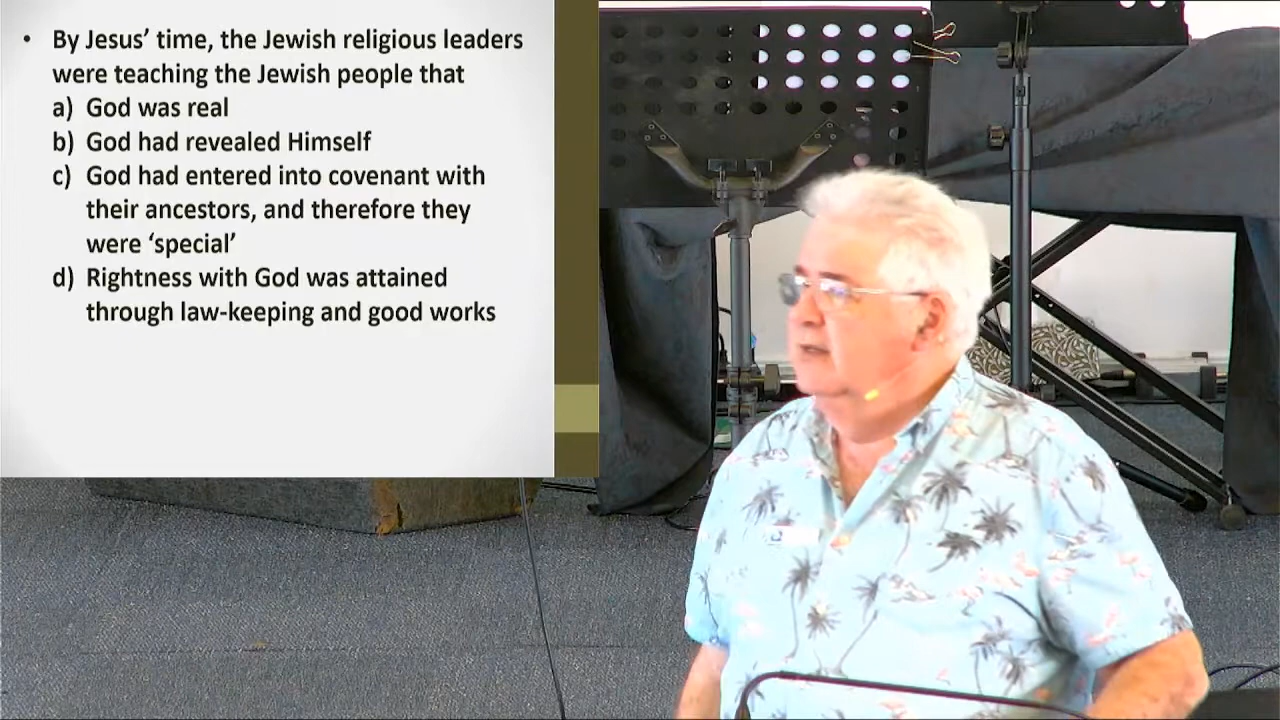 • By Jesus’ time, the Jewish religious leaders
were teaching the Jewish people that
a) God was real
b) God had revealed Himself
c) God had entered into covenant with
their ancestors, and therefore they
were ‘special’
d) Rightness with God was attained
through law-keeping and good works